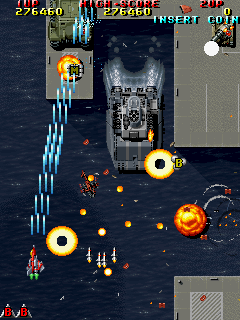 1UP HIGH-SCORE 2UP
276460 276460 0
INSERT COIN
B
B B